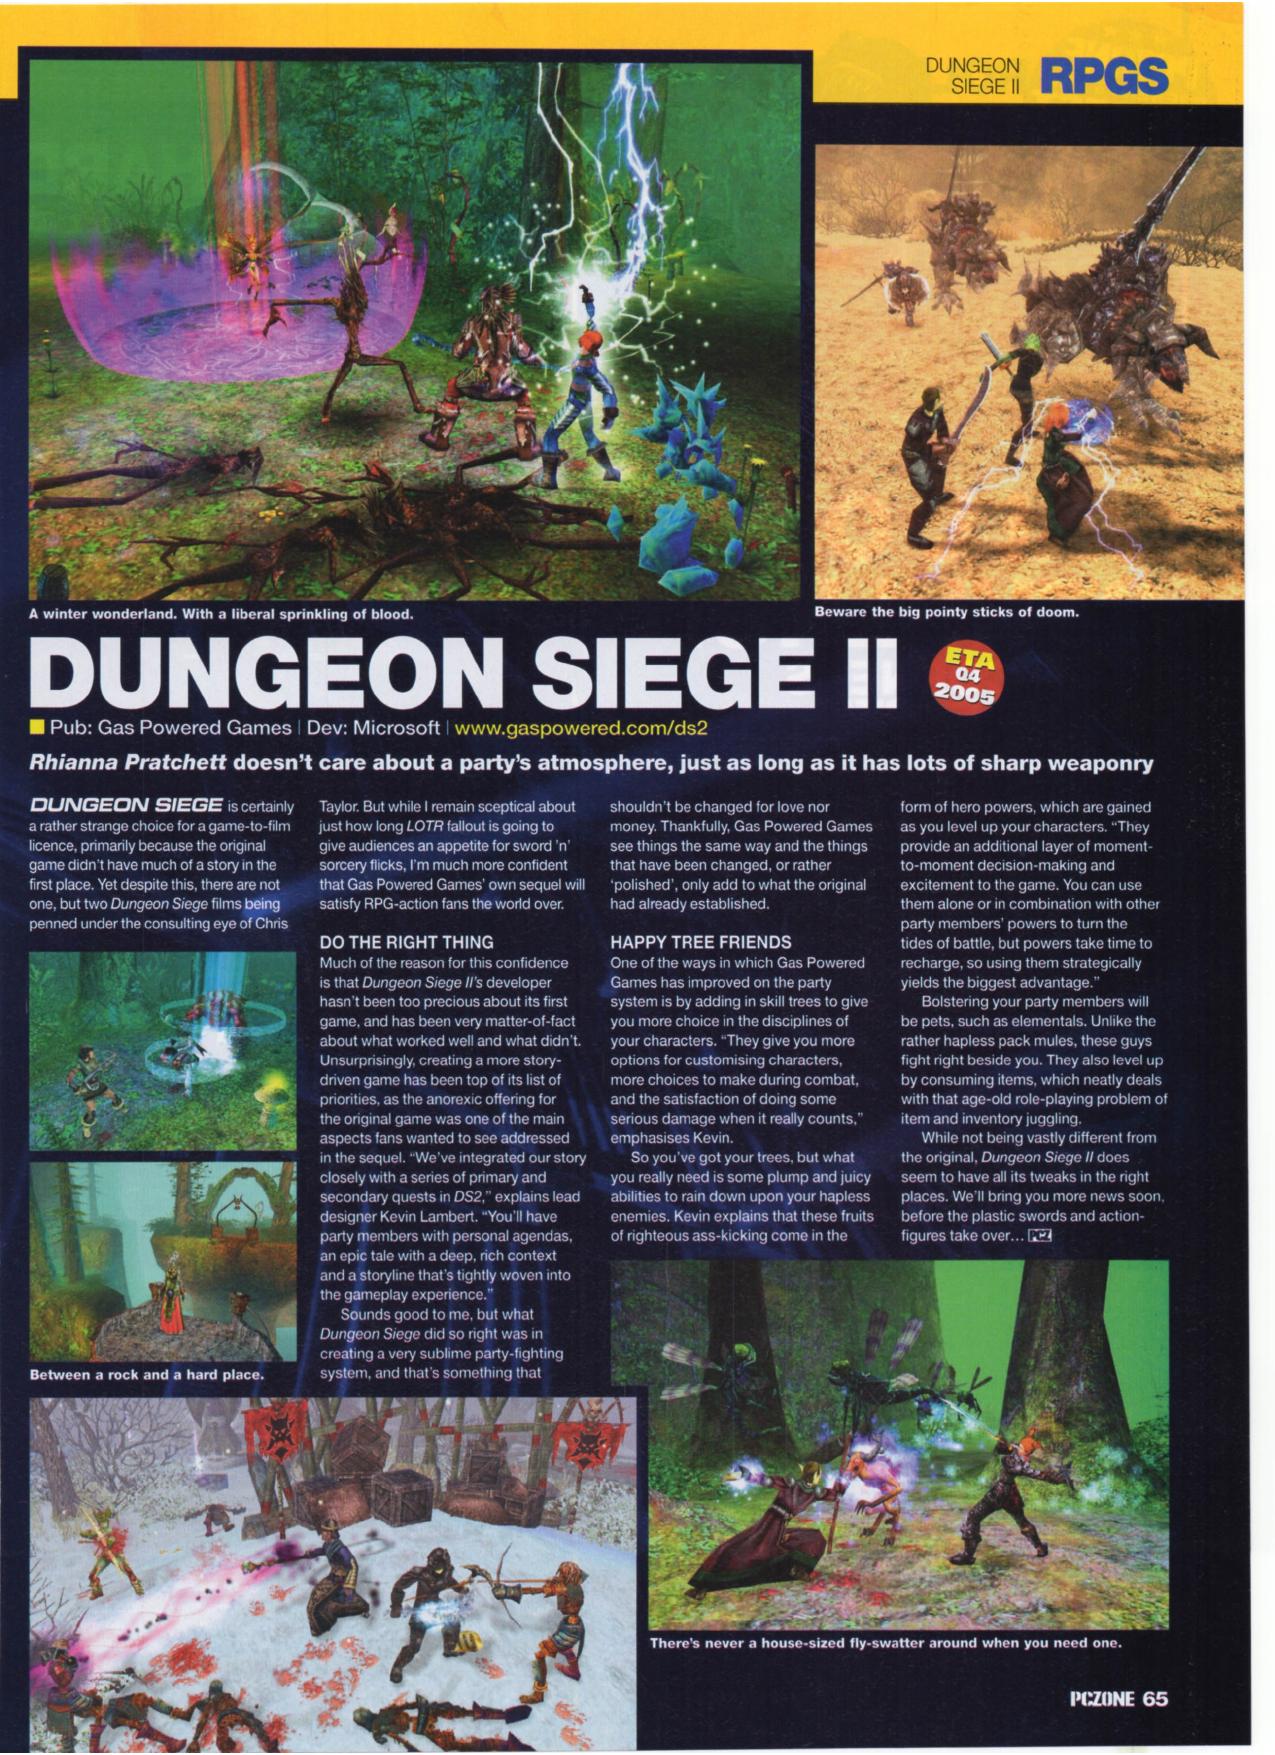 DUNGEON
SIEGE II
RPGS
A winter wonderland. With a liberal sprinkling of blood.
Beware the big pointy sticks of doom.
DUNGEON SIEGE II
ETA
Q4
2005
Pub: Gas Powered Games | Dev: Microsoft | www.gaspowered.com/ds2
Rhianna Pratchett doesn't care about a party's atmosphere, just as long as it has lots of sharp weaponry
DUNGEON SIEGE is certainly
a rather strange choice for a game-to-film
licence, primarily because the original
game didn't have much of a story in the
first place. Yet despite this, there are not
one, but two Dungeon Siege films being
penned under the consulting eye of Chris
Taylor. But while I remain sceptical about
just how long LOTR fallout is going to
give audiences an appetite for sword 'n'
sorcery flicks, I'm much more confident
that Gas Powered Games' own sequel will
satisfy RPG-action fans the world over.
DO THE RIGHT THING
Much of the reason for this confidence
is that Dungeon Siege II's developer
hasn't been too precious about its first
game, and has been very matter-of-fact
about what worked well and what didn't.
Unsurprisingly, creating a more story-
driven game has been top of its list of
priorities, as the anorexic offering for
the original game was one of the main
aspects fans wanted to see addressed
in the sequel. “We've integrated our story
closely with a series of primary and
secondary quests in DS2,” explains lead
designer Kevin Lambert. “You'll have
party members with personal agendas,
an epic tale with a deep, rich context
and a storyline that's tightly woven into
the gameplay experience.”
Sounds good to me, but what
Dungeon Siege did so right was in
creating a very sublime party-fighting
system, and that's something that
shouldn't be changed for love nor
money. Thankfully, Gas Powered Games
see things the same way and the things
that have been changed, or rather
'polished', only add to what the original
had already established.
HAPPY TREE FRIENDS
One of the ways in which Gas Powered
Games has improved on the party
system is by adding in skill trees to give
you more choice in the disciplines of
your characters. “They give you more
options for customising characters,
more choices to make during combat,
and the satisfaction of doing some
serious damage when it really counts,”
emphasises Kevin.
So you've got your trees, but what
you really need is some plump and juicy
abilities to rain down upon your hapless
enemies. Kevin explains that these fruits
of righteous ass-kicking come in the
form of hero powers, which are gained
as you level up your characters. “They
provide an additional layer of moment-
to-moment decision-making and
excitement to the game. You can use
them alone or in combination with other
party members' powers to turn the
tides of battle, but powers take time to
recharge, so using them strategically
yields the biggest advantage.”
Bolstering your party members will
be pets, such as elementals. Unlike the
rather hapless pack mules, these guys
fight right beside you. They also level up
by consuming items, which neatly deals
with that age-old role-playing problem of
item and inventory juggling.
While not being vastly different from
the original, Dungeon Siege II does
seem to have all its tweaks in the right
places. We'll bring you more news soon,
before the plastic swords and action-
figures take over... PCZ
Between a rock and a hard place.
There's never a house-sized fly-swatter around when you need one.
PCZONE 65